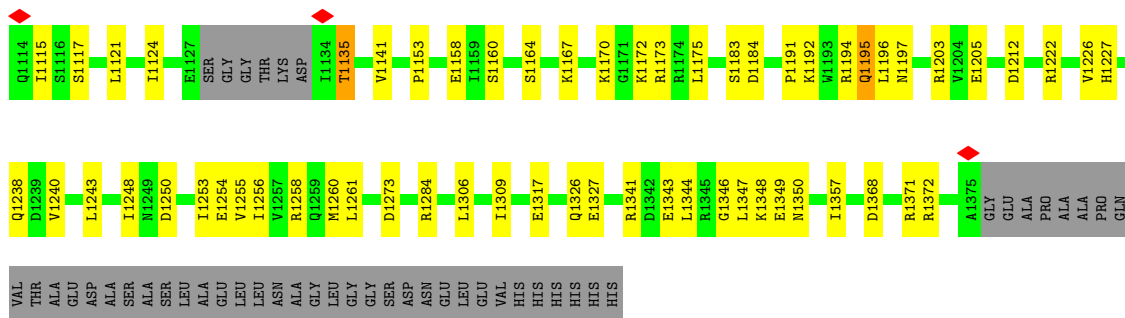 Q1114 I1115 S1116 S1117 L1121 I1124 E1127 SER GLY GLY THR LYS ASP I1134 T1135 V1141 P1153 E1158 I1159 S1160 S1164 K1167 K1170 G1171 K1172 R1173 R1174 L1175 S1183 D1184 P1191 K1192 W1193 R1194 Q1195 L1196 N1197 R1203 V1204 E1205 D1212 R1222 V1226 H1227
Q1238 D1239 V1240 L1243 I1248 N1249 D1250 I1253 E1254 V1255 I1256 V1257 R1258 Q1259 M1260 L1261 D1273 R1284 L1306 I1309 E1317 Q1326 E1327 R1341 D1342 E1343 L1344 R1345 G1346 L1347 K1348 E1349 N1350 I1357 D1368 R1371 R1372 A1375 GLY GLU ALA PRO ALA ALA PRO GLN
VAL THR ALA GLU ASP ALA SER ALA SER LEU ALA GLU LEU LEU ASN ALA GLY LEU GLY GLY SER ASP ASN GLU LEU GLU VAL HIS HIS HIS HIS HIS HIS